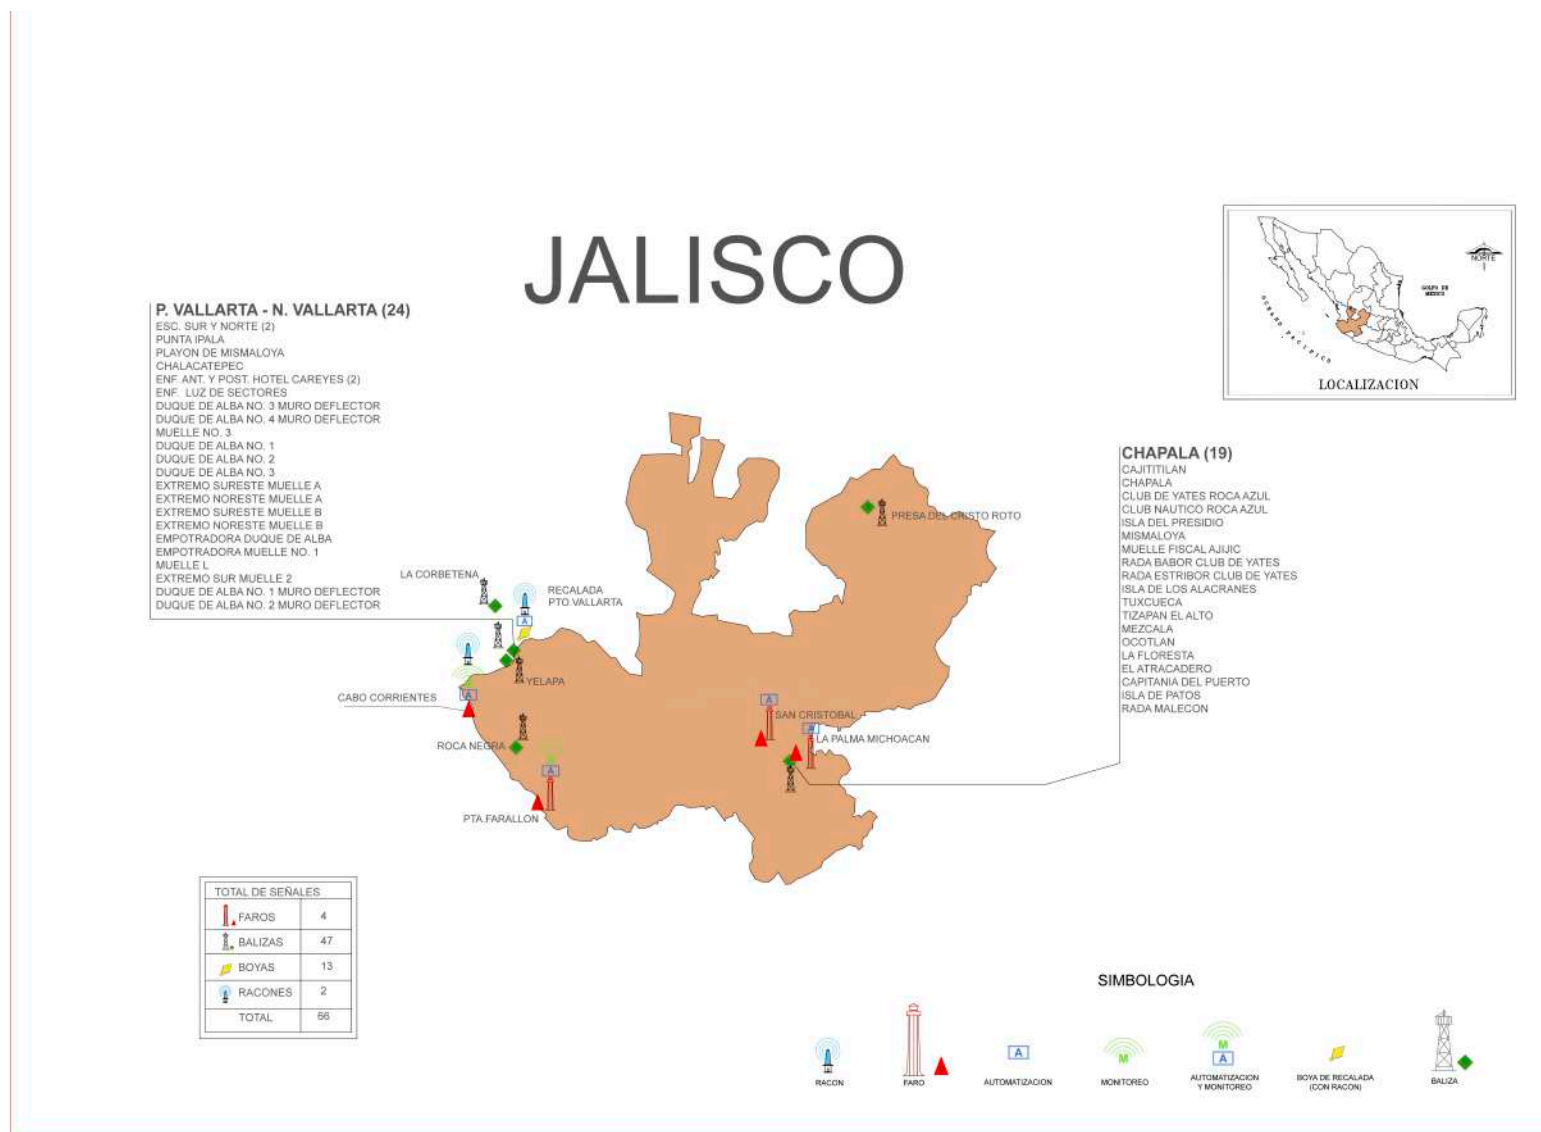 JALISCO
P. VALLARTA - N. VALLARTA (24)
ESC. SUR Y NORTE (2)
PUNTA IPALA
PLAYON DE MISMALOYA
CHALACATEPEC
ENF. ANT. Y POST. HOTEL CAREYES (2)
ENF. LUZ DE SECTORES
DUQUE DE ALBA NO. 3 MURO DEFLECTOR
DUQUE DE ALBA NO. 4 MURO DEFLECTOR
MUELLE NO. 3
DUQUE DE ALBA NO. 1
DUQUE DE ALBA NO. 2
DUQUE DE ALBA NO. 3
EXTREMO SURESTE MUELLE A
EXTREMO NORESTE MUELLE A
EXTREMO SURESTE MUELLE B
EXTREMO NORESTE MUELLE B
EMPOTRADORA DUQUE DE ALBA
EMPOTRADORA MUELLE NO. 1
MUELLE L
EXTREMO SUR MUELLE 2
DUQUE DE ALBA NO. 1 MURO DEFLECTOR
DUQUE DE ALBA NO. 2 MURO DEFLECTOR
NORTE
GOLFO DE
MEXICO
OCEANO PACIFICO
LOCALIZACION
CHAPALA (19)
CAJITITILAN
CHAPALA
CLUB DE YATES ROCA AZUL
CLUB NAUTICO ROCA AZUL
ISLA DEL PRESIDIO
MISMALOYA
MUELLE FISCAL AJIJIC
RADA BABOR CLUB DE YATES
RADA ESTRIBOR CLUB DE YATES
ISLA DE LOS ALACRANES
TUXCUECA
TIZAPAN EL ALTO
MEZCALA
OCOTLAN
LA FLORESTA
EL ATRACADERO
CAPITANIA DEL PUERTO
ISLA DE PATOS
RADA MALECON
PRESA DEL CRISTO ROTO
LA CORBETENA
RECALADA
PTO. VALLARTA
A
YELAPA
A
CABO CORRIENTES
A
SAN CRISTOBAL
A
LA PALMA MICHOACAN
ROCA NEGRA
M
A
PTA. FARALLON
TOTAL DE SEÑALES
FAROS 4
BALIZAS 47
BOYAS 13
RACONES 2
TOTAL 66
SIMBOLOGIA
RACON
FARO
A
AUTOMATIZACION
M
MONITOREO
M
A
AUTOMATIZACION
Y MONITOREO
BOYA DE RECALADA
(CON RACON)
BALIZA